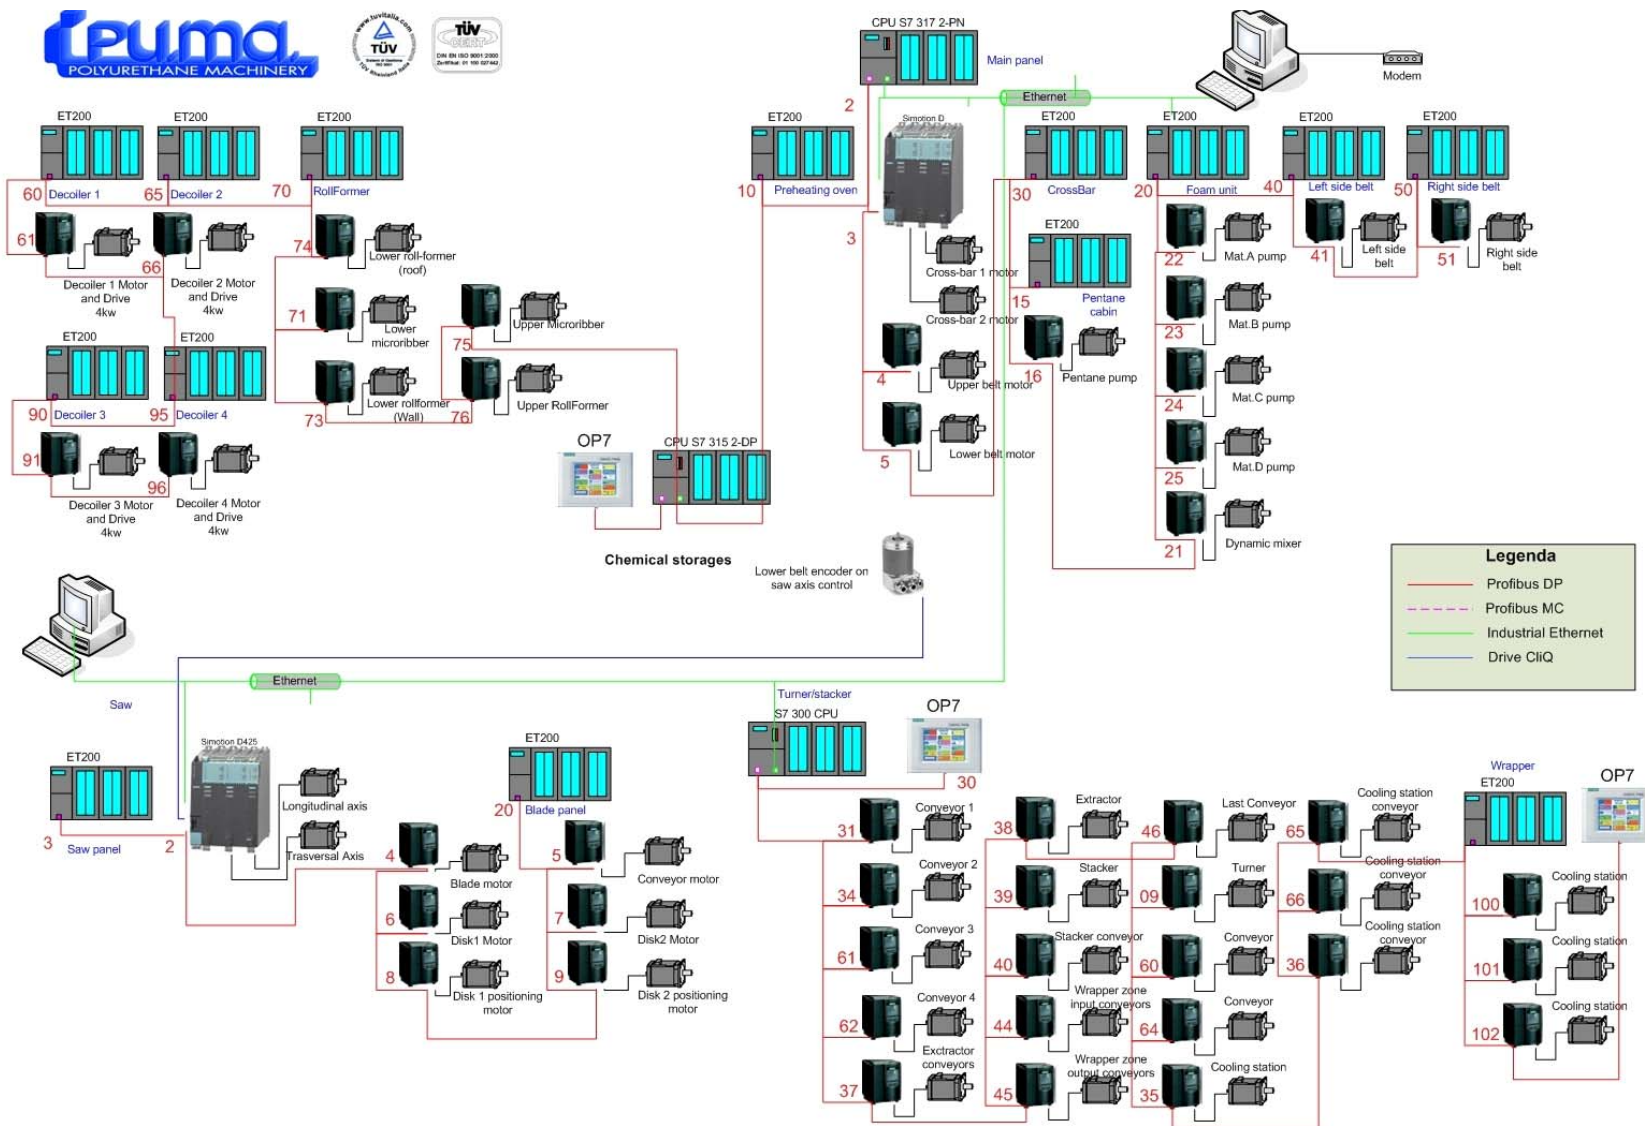 i.pu.ma.
POLYURETHANE MACHINERY
www.tuvitalia.com
TÜV
TÜV Rheinland Italia
TÜV
CERT
DIN EN ISO 9001:2000
CPU S7 317 2-PN
Main panel
Modem
2
Ethernet
ET200
60
Decoiler 1
ET200
65
Decoiler 2
ET200
70
RollFormer
ET200
10
Preheating oven
Simotion D
3
ET200
30
CrossBar
ET200
20
Foam unit
ET200
40
Left side belt
ET200
50
Right side belt
61
Decoiler 1 Motor
and Drive
4kw
66
Decoiler 2 Motor
and Drive
4kw
74
Lower roll-former
(roof)
71
Lower
microribber
73
Lower rollformer
(Wall)
75
Upper Microribber
76
Upper RollFormer
Cross-bar 1 motor
Cross-bar 2 motor
4
Upper belt motor
5
Lower belt motor
ET200
15
Pentane
cabin
16
Pentane pump
22
Mat.A pump
23
Mat.B pump
24
Mat.C pump
25
Mat.D pump
21
Dynamic mixer
41
Left side
belt
51
Right side
belt
ET200
90
Decoiler 3
ET200
95
Decoiler 4
91
Decoiler 3 Motor
and Drive
4kw
96
Decoiler 4 Motor
and Drive
4kw
OP7
CPU S7 315 2-DP
Chemical storages
Lower belt encoder on
saw axis control
Legenda
Profibus DP
Profibus MC
Industrial Ethernet
Drive CliQ
Ethernet
Saw
ET200
3
Saw panel
Simotion D425
2
Longitudinal axis
Trasversal Axis
ET200
20
Blade panel
4
Blade motor
6
Disk1 Motor
8
Disk 1 positioning
motor
5
Conveyor motor
7
Disk2 Motor
9
Disk 2 positioning
motor
Turner/stacker
S7 300 CPU
OP7
30
31
Conveyor 1
34
Conveyor 2
61
Conveyor 3
62
Conveyor 4
37
Exctractor
conveyors
38
Extractor
39
Stacker
40
Stacker conveyor
44
Wrapper zone
input conveyors
45
Wrapper zone
output conveyors
46
Last Conveyor
09
Turner
60
Conveyor
64
Conveyor
35
Cooling station
65
Cooling station
conveyor
66
Cooling station
conveyor
36
Cooling station
conveyor
Wrapper
ET200
OP7
100
Cooling station
101
Cooling station
102
Cooling station